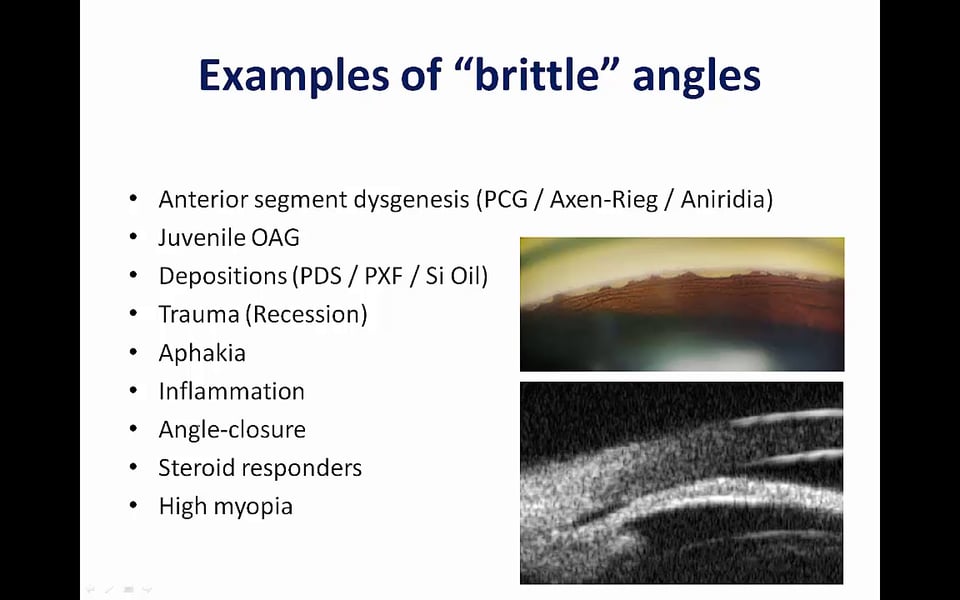 Examples of “brittle” angles
• Anterior segment dysgenesis (PCG / Axen-Rieg / Aniridia)
• Juvenile OAG
• Depositions (PDS / PXF / Si Oil)
• Trauma (Recession)
• Aphakia
• Inflammation
• Angle-closure
• Steroid responders
• High myopia